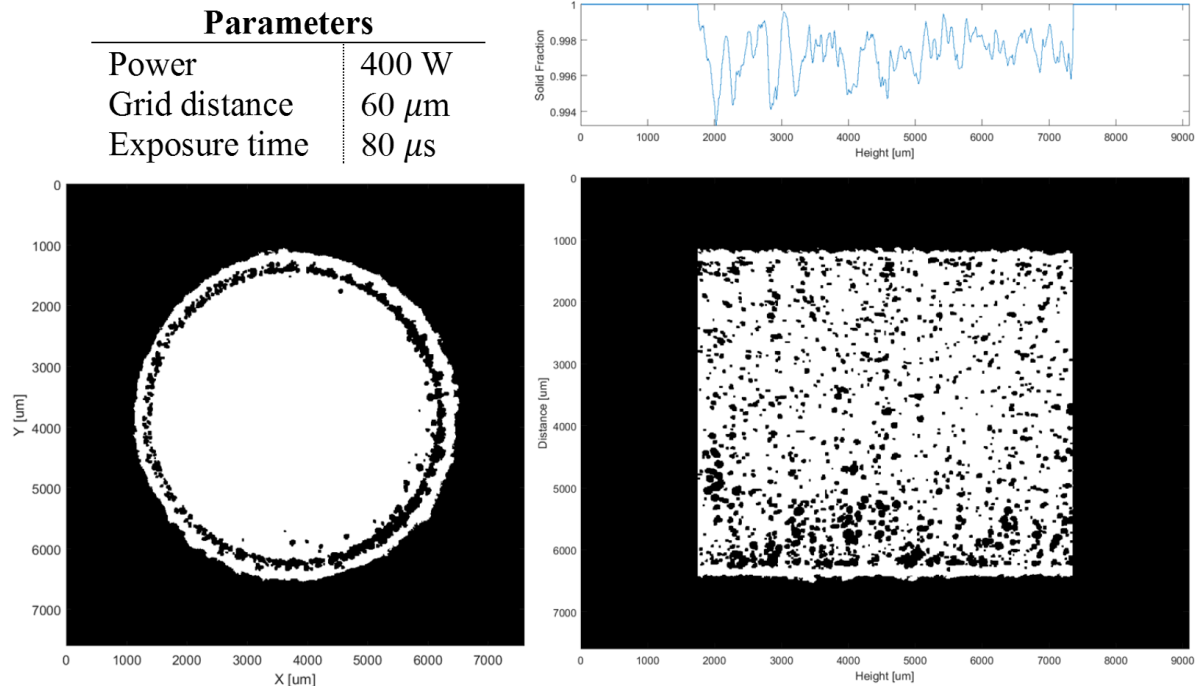 Parameters
Power 400 W
Grid distance 60 μm
Exposure time 80 μs
Solid Fraction
1
0.998
0.996
0.994
0 1000 2000 3000 4000 5000 6000 7000 8000 9000
Height [um]
Y [um]
0
1000
2000
3000
4000
5000
6000
7000
0 1000 2000 3000 4000 5000 6000 7000
X [um]
Distance [um]
0
1000
2000
3000
4000
5000
6000
7000
0 1000 2000 3000 4000 5000 6000 7000 8000 9000
Height [um]